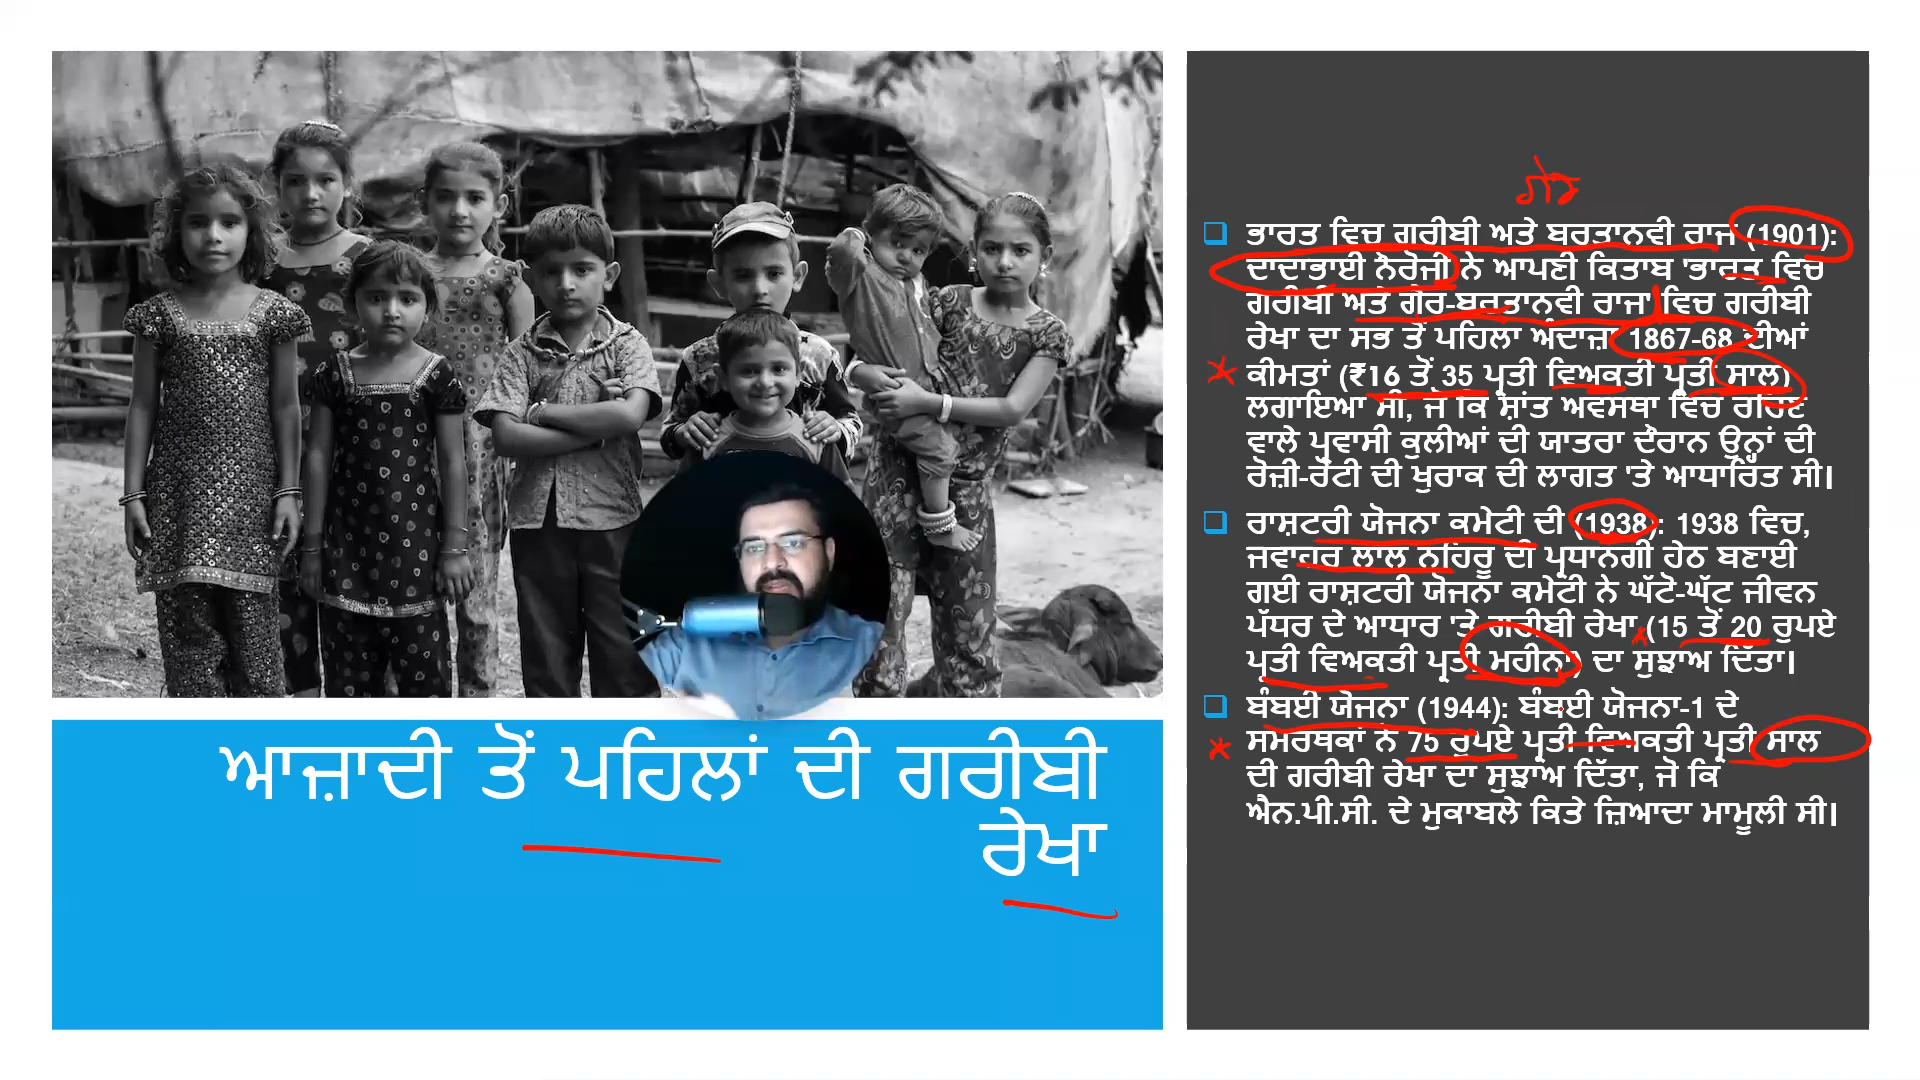 ਆਜ਼ਾਦੀ ਤੋਂ ਪਹਿਲਾਂ ਦੀ ਗਰੀਬੀ
ਰੇਖਾ
ਗੈਰ
ਭਾਰਤ ਵਿਚ ਗਰੀਬੀ ਅਤੇ ਬਰਤਾਨਵੀ ਰਾਜ (1901):
ਦਾਦਾਭਾਈ ਨੌਰੋਜੀ ਨੇ ਆਪਣੀ ਕਿਤਾਬ 'ਭਾਰਤ ਵਿਚ
ਗਰੀਬੀ ਅਤੇ ਗੈਰ-ਬਰਤਾਨਵੀ ਰਾਜ' ਵਿਚ ਗਰੀਬੀ
ਰੇਖਾ ਦਾ ਸਭ ਤੋਂ ਪਹਿਲਾ ਅੰਦਾਜ਼ਾ 1867-68 ਦੀਆਂ
ਕੀਮਤਾਂ (₹16 ਤੋਂ 35 ਪ੍ਰਤੀ ਵਿਅਕਤੀ ਪ੍ਰਤੀ ਸਾਲ)
ਲਗਾਇਆ ਸੀ, ਜੋ ਕਿ ਸ਼ਾਂਤ ਅਵਸਥਾ ਵਿਚ ਰਹਿਣ
ਵਾਲੇ ਪ੍ਰਵਾਸੀ ਕੁਲੀਆਂ ਦੀ ਯਾਤਰਾ ਦੌਰਾਨ ਉਨ੍ਹਾਂ ਦੀ
ਰੋਜ਼ੀ-ਰੋਟੀ ਦੀ ਖੁਰਾਕ ਦੀ ਲਾਗਤ 'ਤੇ ਆਧਾਰਿਤ ਸੀ।
ਰਾਸ਼ਟਰੀ ਯੋਜਨਾ ਕਮੇਟੀ ਦੀ (1938): 1938 ਵਿਚ,
ਜਵਾਹਰ ਲਾਲ ਨਹਿਰੂ ਦੀ ਪ੍ਰਧਾਨਗੀ ਹੇਠ ਬਣਾਈ
ਗਈ ਰਾਸ਼ਟਰੀ ਯੋਜਨਾ ਕਮੇਟੀ ਨੇ ਘੱਟੋ-ਘੱਟ ਜੀਵਨ
ਪੱਧਰ ਦੇ ਆਧਾਰ 'ਤੇ ਗਰੀਬੀ ਰੇਖਾ (15 ਤੋਂ 20 ਰੁਪਏ
ਪ੍ਰਤੀ ਵਿਅਕਤੀ ਪ੍ਰਤੀ ਮਹੀਨਾ) ਦਾ ਸੁਝਾਅ ਦਿੱਤਾ।
ਬੰਬਈ ਯੋਜਨਾ (1944): ਬੰਬਈ ਯੋਜਨਾ-1 ਦੇ
ਸਮਰਥਕਾਂ ਨੇ 75 ਰੁਪਏ ਪ੍ਰਤੀ ਵਿਅਕਤੀ ਪ੍ਰਤੀ ਸਾਲ
ਦੀ ਗਰੀਬੀ ਰੇਖਾ ਦਾ ਸੁਝਾਅ ਦਿੱਤਾ, ਜੋ ਕਿ
ਐਨ.ਪੀ.ਸੀ. ਦੇ ਮੁਕਾਬਲੇ ਕਿਤੇ ਜ਼ਿਆਦਾ ਮਾਮੂਲੀ ਸੀ।